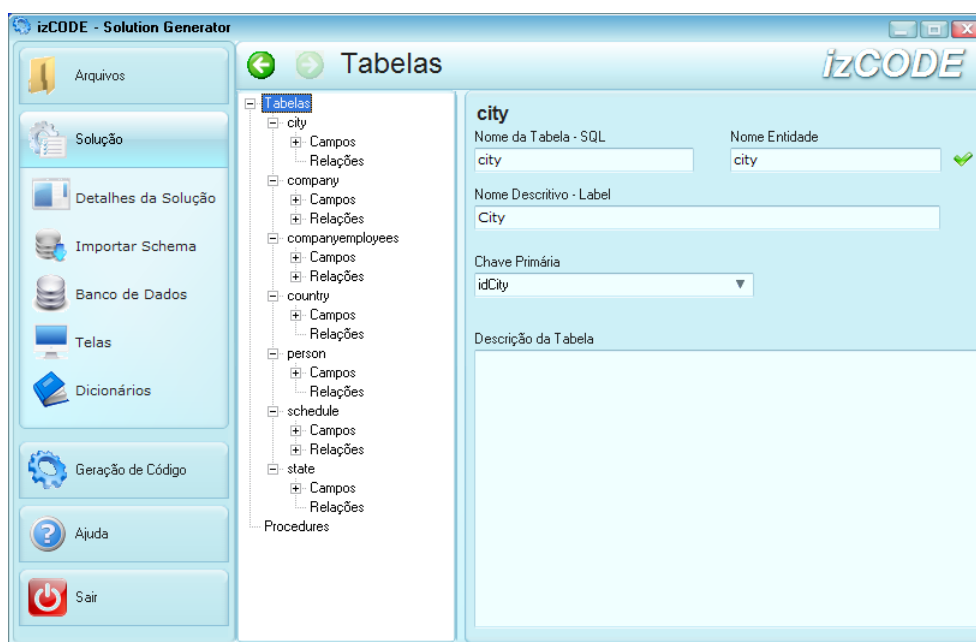 izCODE - Solution Generator
Arquivos
Solução
Detalhes da Solução
Importar Schema
Banco de Dados
Telas
Dicionários
Geração de Código
Ajuda
Sair
Tabelas
izCODE
Tabelas
city
Campos
Relações
company
Campos
Relações
companyemployees
Campos
Relações
country
Campos
Relações
person
Campos
Relações
schedule
Campos
Relações
state
Campos
Relações
Procedures
city
Nome da Tabela - SQL
Nome Entidade
city
city
Nome Descritivo - Label
City
Chave Primária
idCity
Descrição da Tabela